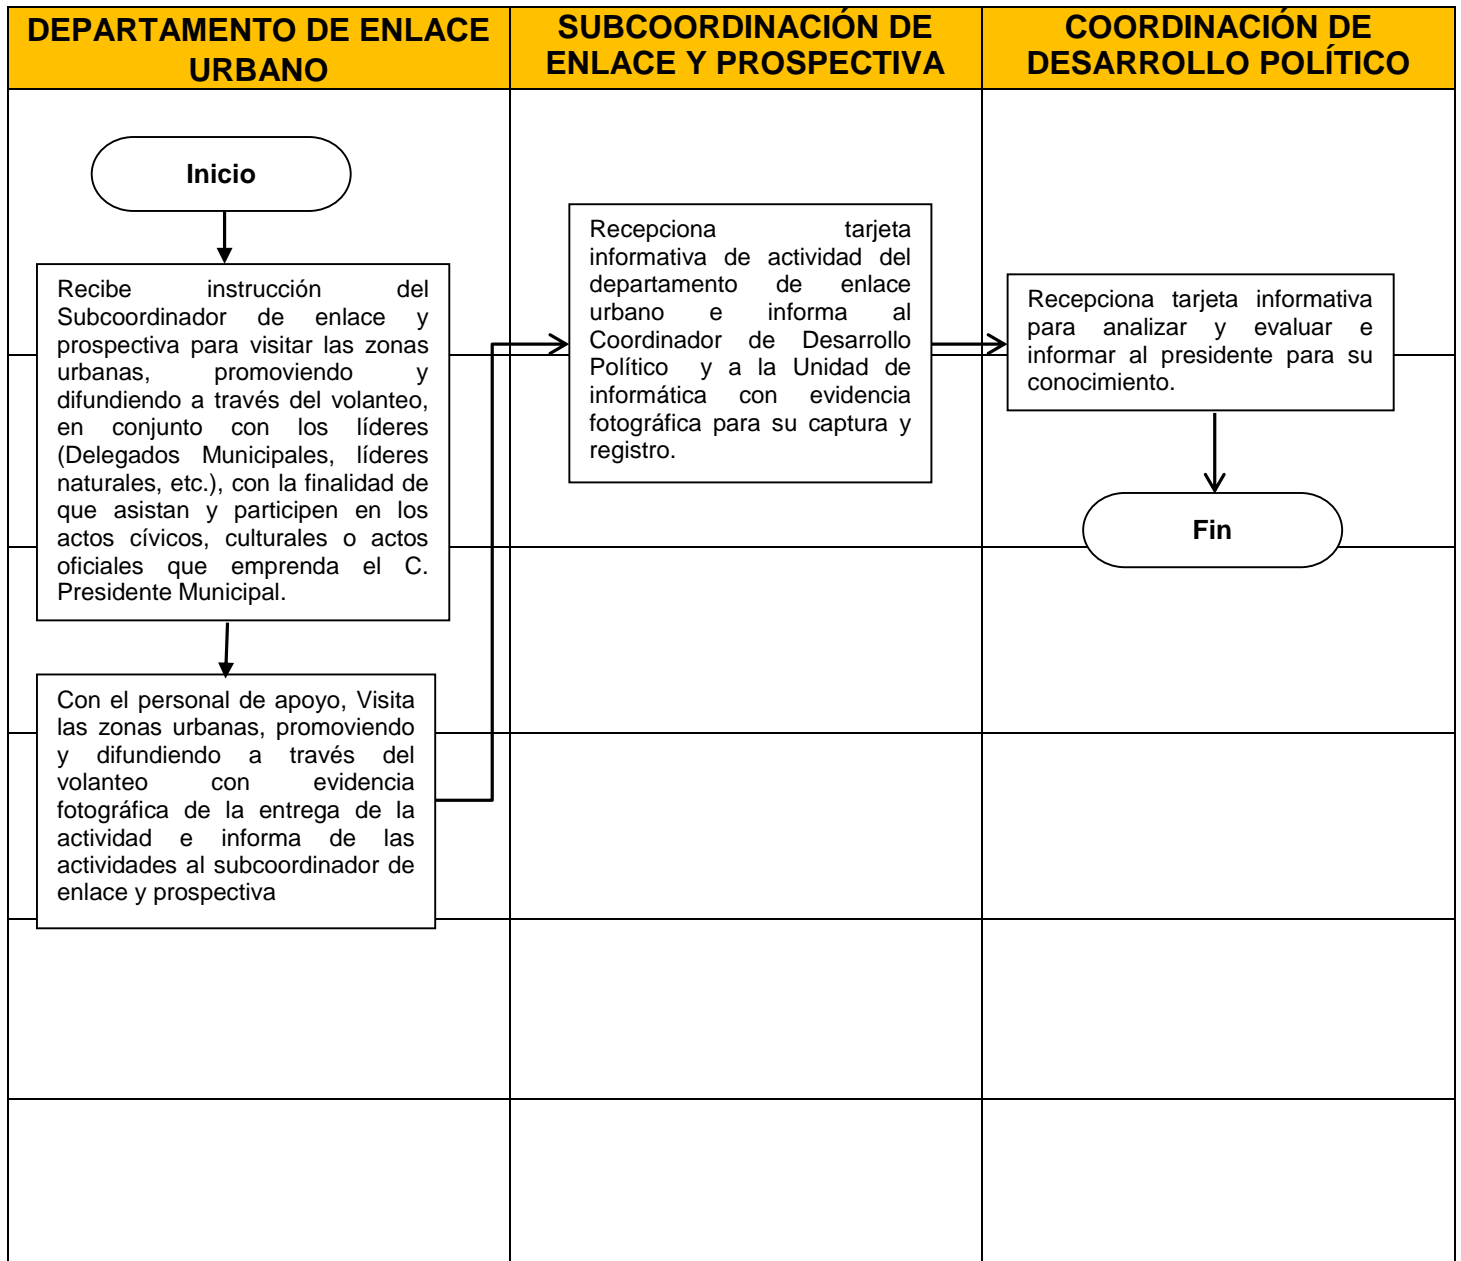 DEPARTAMENTO DE ENLACE
URBANO
SUBCOORDINACIÓN DE
ENLACE Y PROSPECTIVA
COORDINACIÓN DE
DESARROLLO POLÍTICO
Inicio
Recibe instrucción del
Subcoordinador de enlace y
prospectiva para visitar las zonas
urbanas, promoviendo y
difundiendo a través del volanteo,
en conjunto con los líderes
(Delegados Municipales, líderes
naturales, etc.), con la finalidad de
que asistan y participen en los
actos cívicos, culturales o actos
oficiales que emprenda el C.
Presidente Municipal.
Con el personal de apoyo, Visita
las zonas urbanas, promoviendo
y difundiendo a través del
volanteo con evidencia
fotográfica de la entrega de la
actividad e informa de las
actividades al subcoordinador de
enlace y prospectiva
Recepciona tarjeta
informativa de actividad del
departamento de enlace
urbano e informa al
Coordinador de Desarrollo
Político y a la Unidad de
informática con evidencia
fotográfica para su captura y
registro.
Recepciona tarjeta informativa
para analizar y evaluar e
informar al presidente para su
conocimiento.
Fin